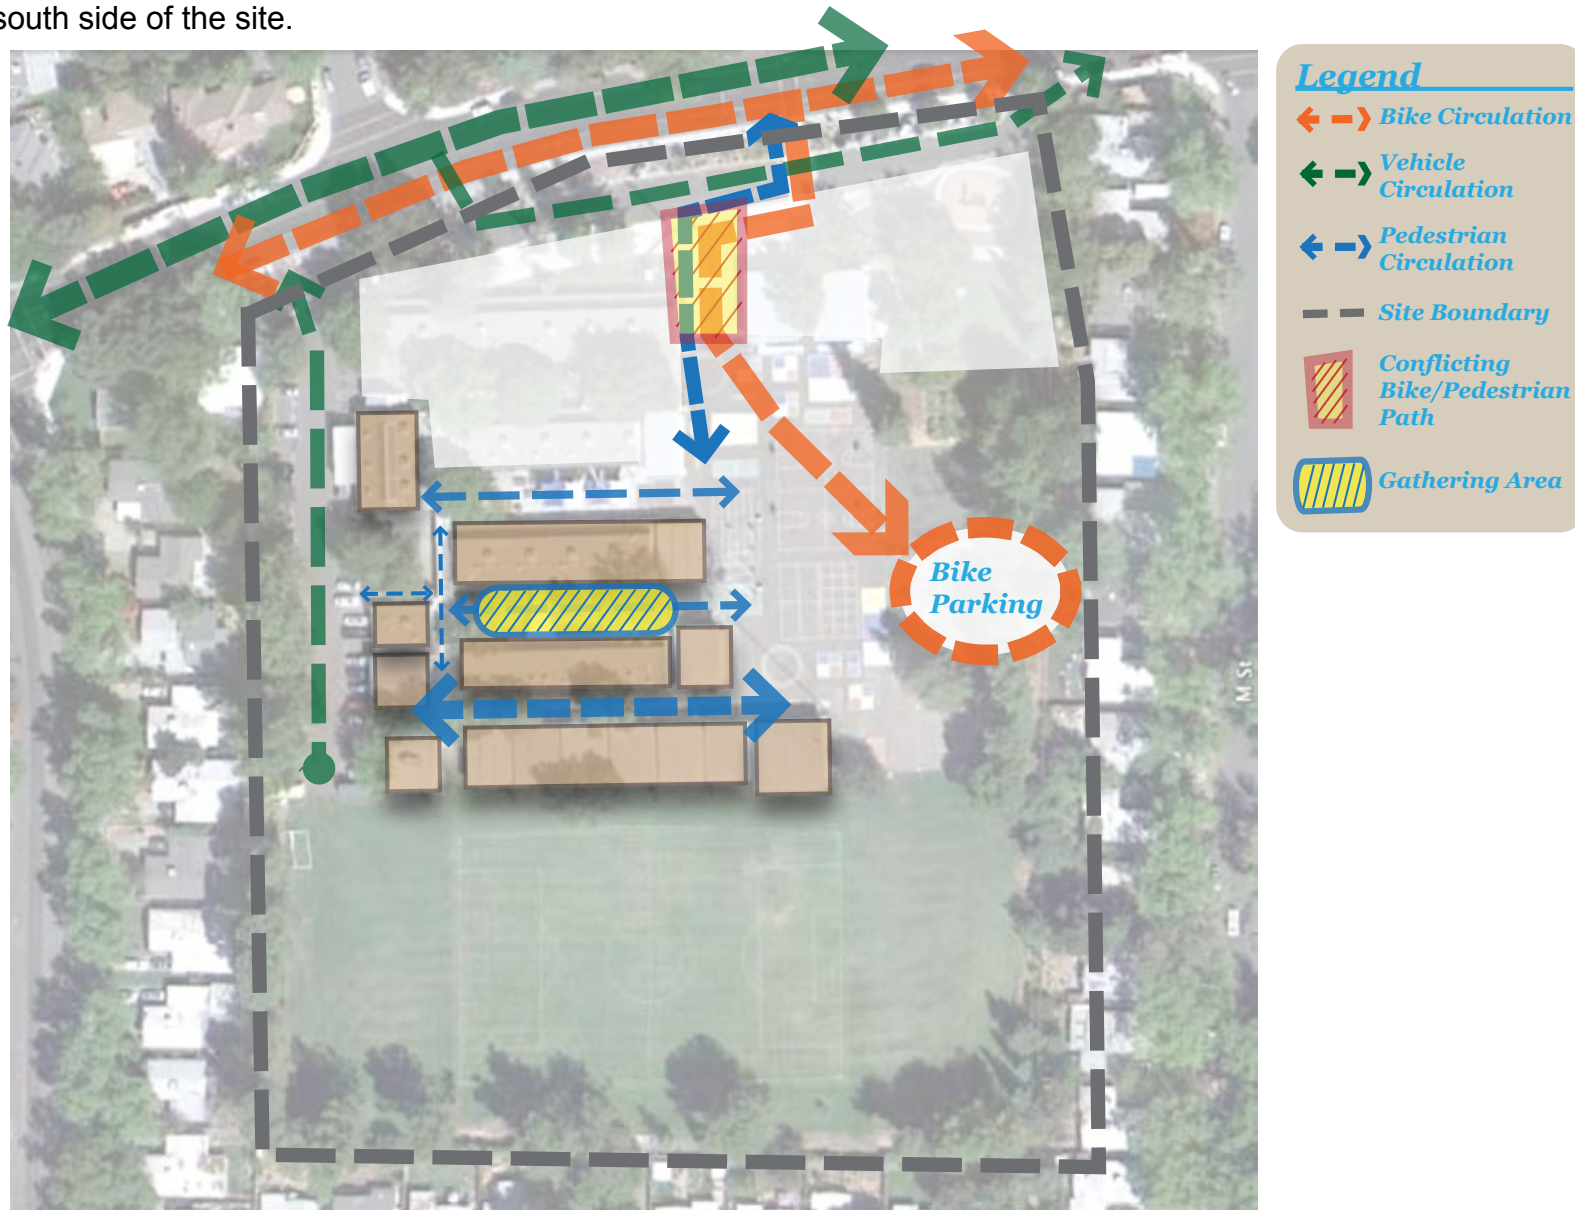 south side of the site.
Legend
Bike Circulation
Vehicle
Circulation
Pedestrian
Circulation
Site Boundary
Conflicting
Bike/Pedestrian
Path
Gathering Area
Bike
Parking
M St